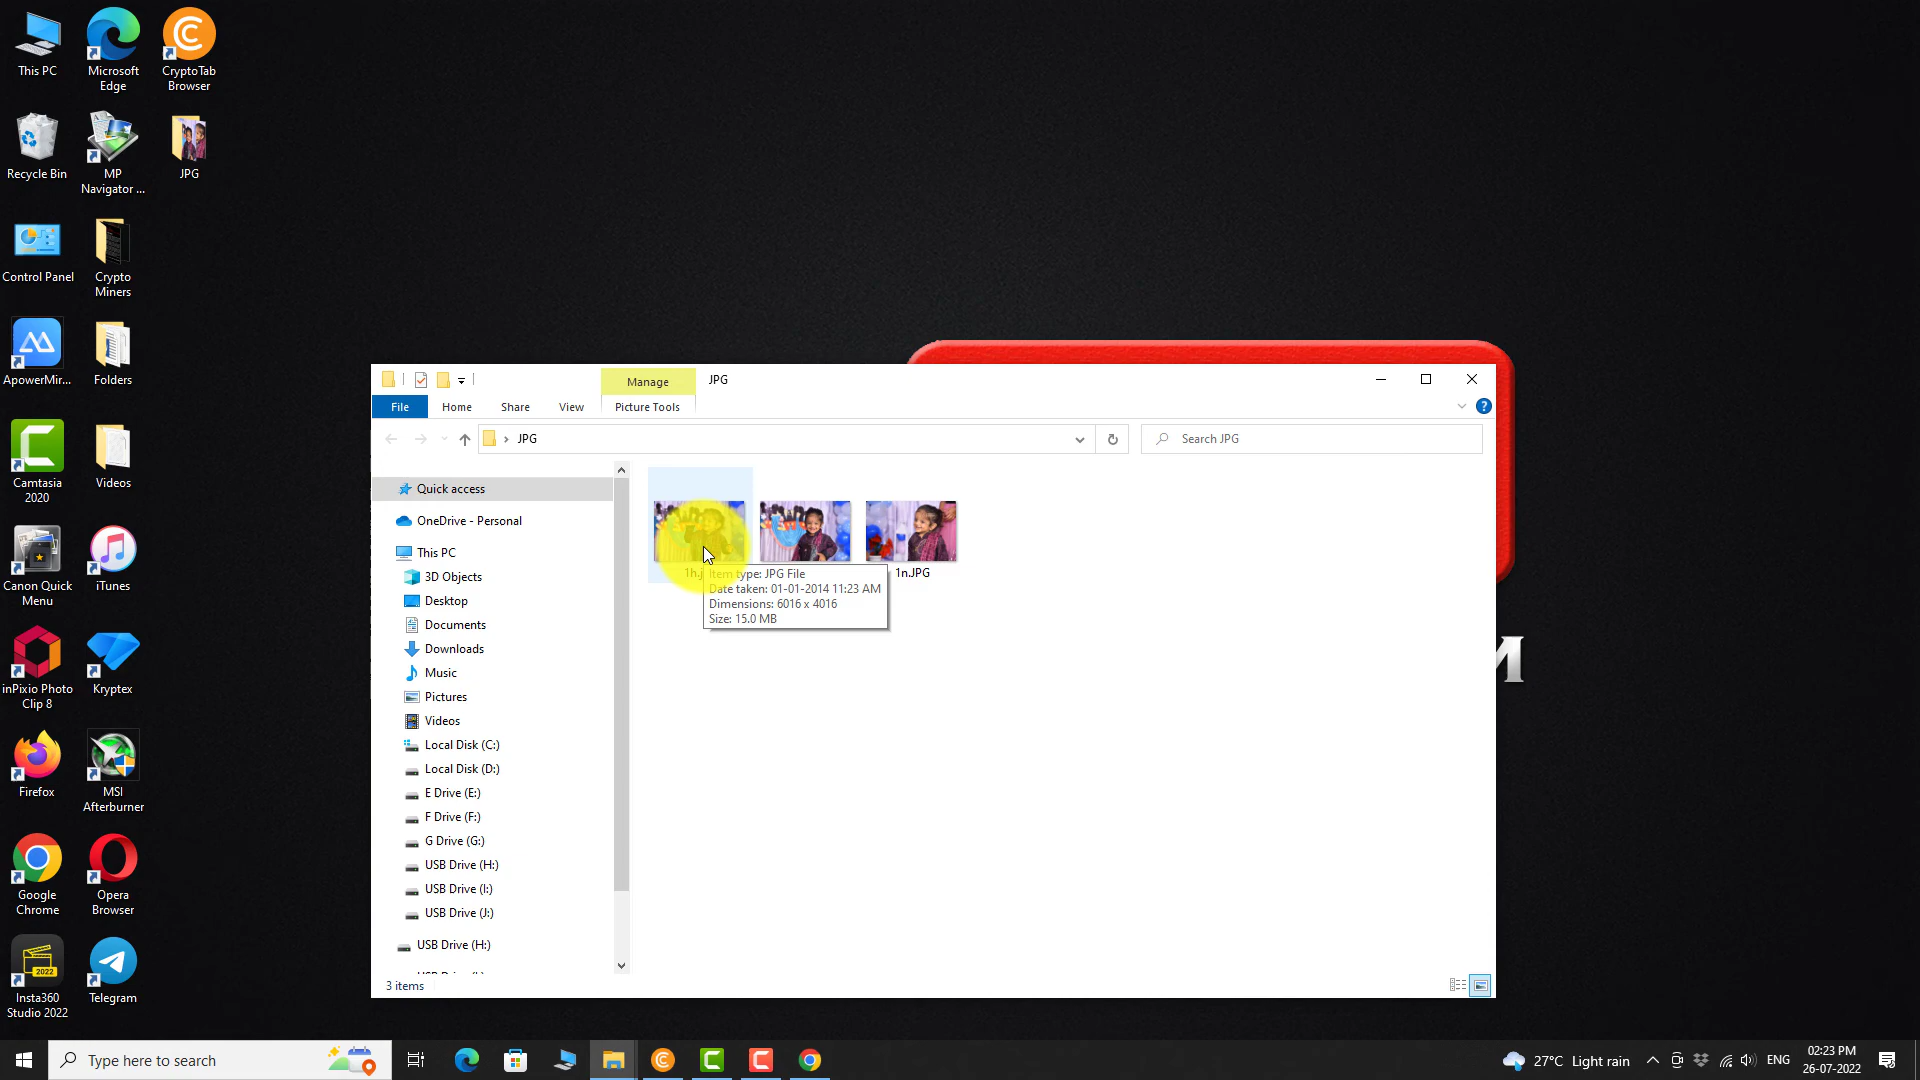 This PC
Microsoft
Edge
CryptoTab
Browser
Recycle Bin
MP
Navigator ...
JPG
Control Panel
Crypto
Miners
ApowerMir...
Folders
Camtasia
2020
Videos
Canon Quick
Menu
iTunes
inPixio Photo
Clip 8
Kryptex
Firefox
MSI
Afterburner
Google
Chrome
Opera
Browser
2022
Insta360
Studio 2022
Telegram
Manage
JPG
File
Home
Share
View
Picture Tools
JPG
Search JPG
Quick access
OneDrive - Personal
This PC
3D Objects
Desktop
Documents
Downloads
Music
Pictures
Videos
Local Disk (C:)
Local Disk (D:)
E Drive (E:)
F Drive (F:)
G Drive (G:)
USB Drive (H:)
USB Drive (I:)
USB Drive (J:)
USB Drive (H:)
1n.JPG
Item type: JPG File
Date taken: 01-01-2014 11:23 AM
Dimensions: 6016 x 4016
Size: 15.0 MB
3 items
M
Type here to search
27°C Light rain
ENG
02:23 PM
26-07-2022